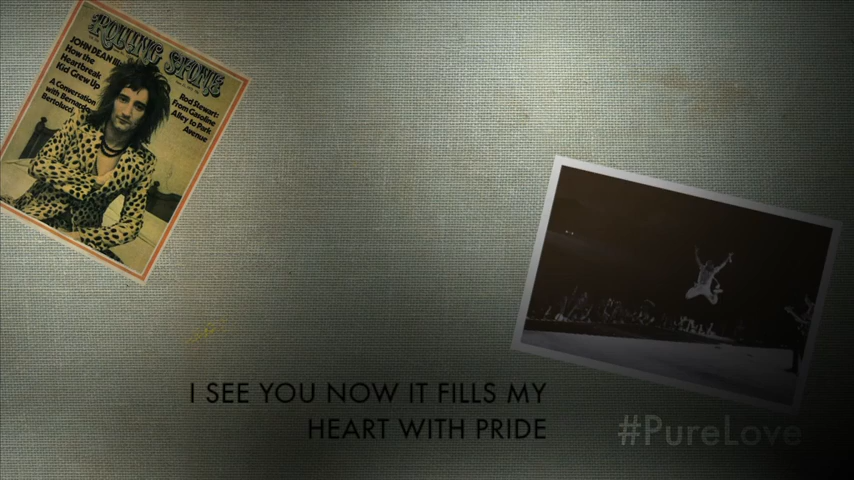 ROLLING STONE
JOHN DEAN III:
How the
Heartbreak
Kid Grew Up
A Conversation
with Bernardo
Bertolucci
Rod Stewart:
From Gasoline
Alley to Park
Avenue
I SEE YOU NOW IT FILLS MY
HEART WITH PRIDE
#PureLove